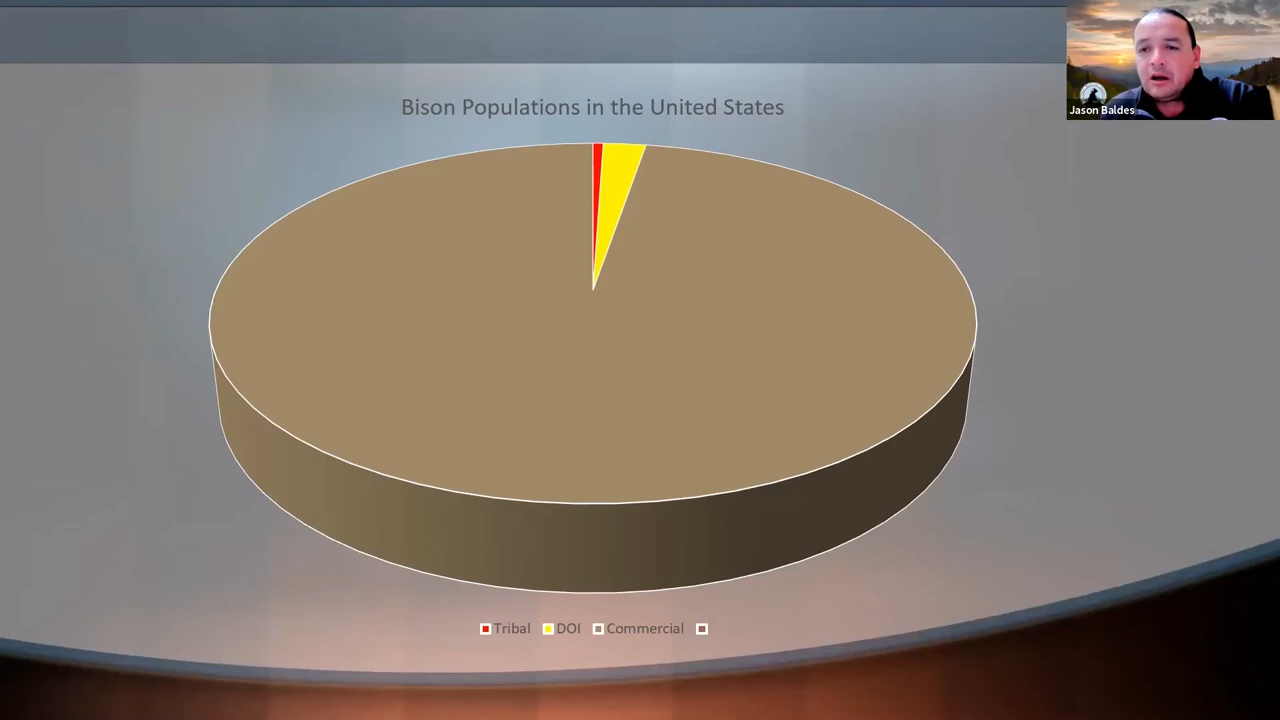 Bison Populations in the United States
Jason Baldes
Tribal DOI Commercial